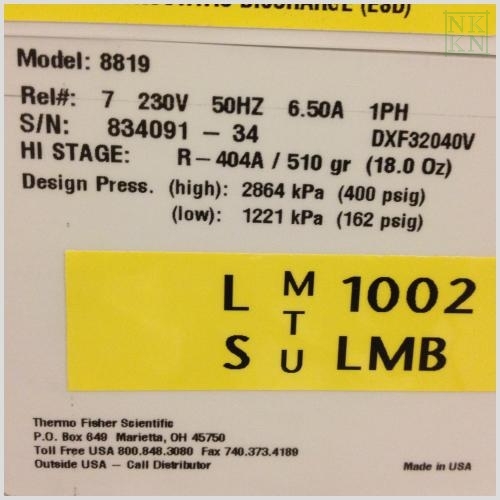 DISCHARGE (ESD)
NK
KN
Model: 8819
Rel#: 7 230V 50HZ 6.50A 1PH
S/N: 834091 – 34 DXF32040V
HI STAGE: R – 404A / 510 gr (18.0 Oz)
Design Press. (high): 2864 kPa (400 psig)
(low): 1221 kPa (162 psig)
L M 1002
T
S U LMB
Thermo Fisher Scientific
P.O. Box 649 Marietta, OH 45750
Toll Free USA 800.848.3080 Fax 740.373.4189
Outside USA – Call Distributor
Made in USA